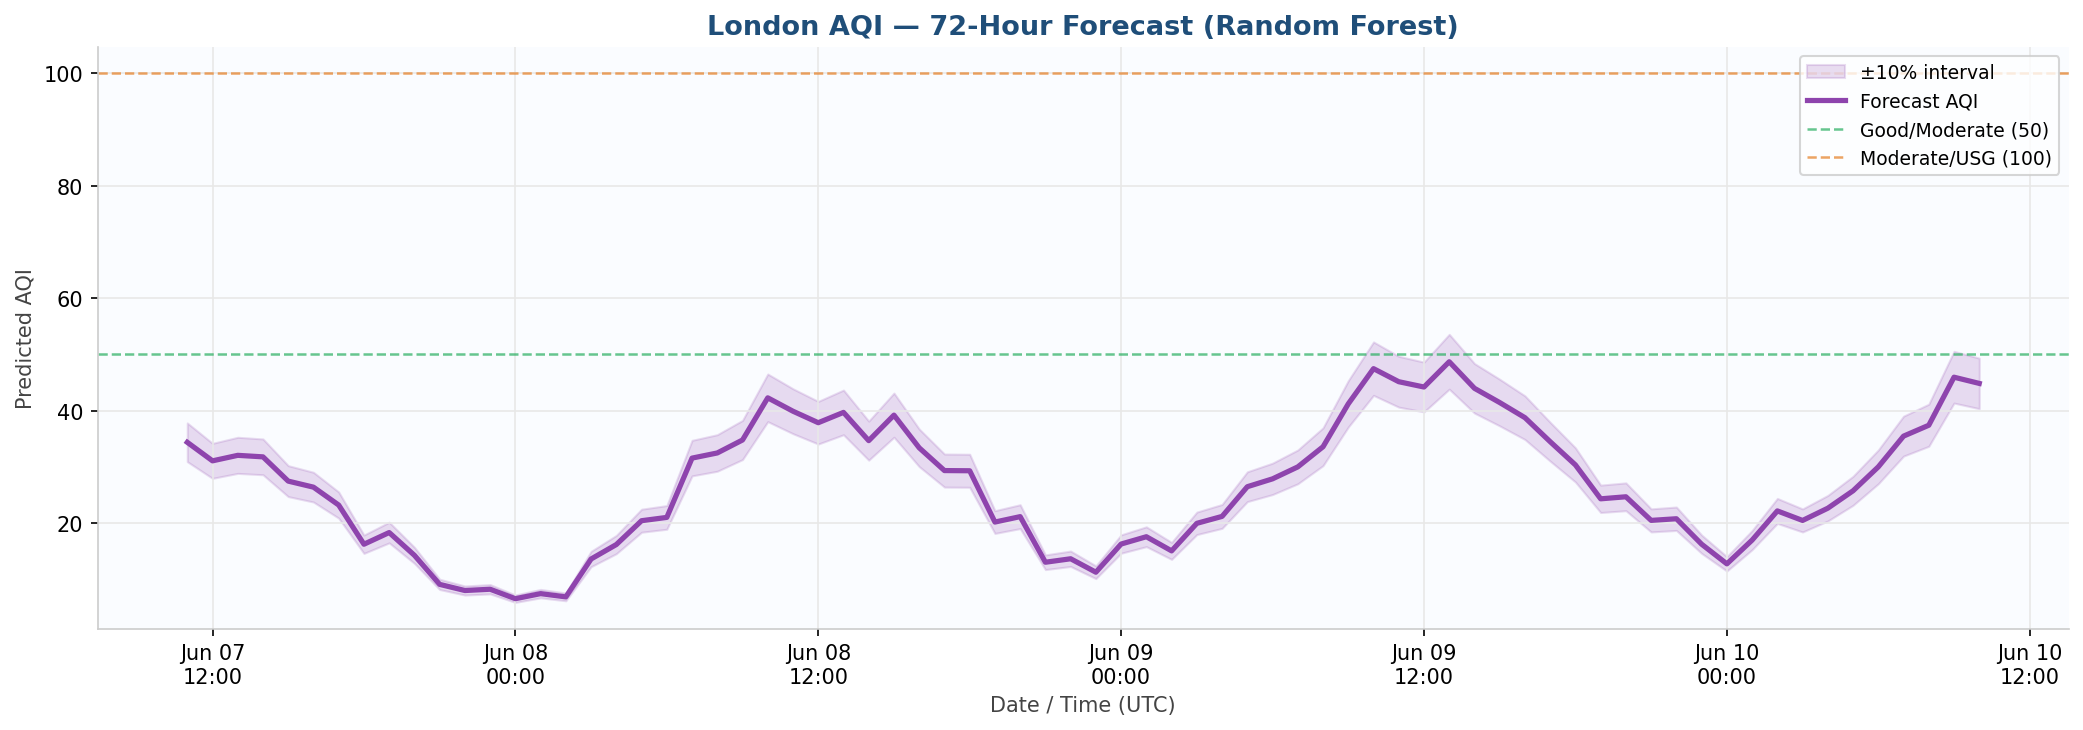 London AQI — 72-Hour Forecast (Random Forest)
±10% interval
Forecast AQI
Good/Moderate (50)
Moderate/USG (100)
Predicted AQI
100
80
60
40
20
Jun 07
12:00
Jun 08
00:00
Jun 08
12:00
Jun 09
00:00
Jun 09
12:00
Jun 10
00:00
Jun 10
12:00
Date / Time (UTC)